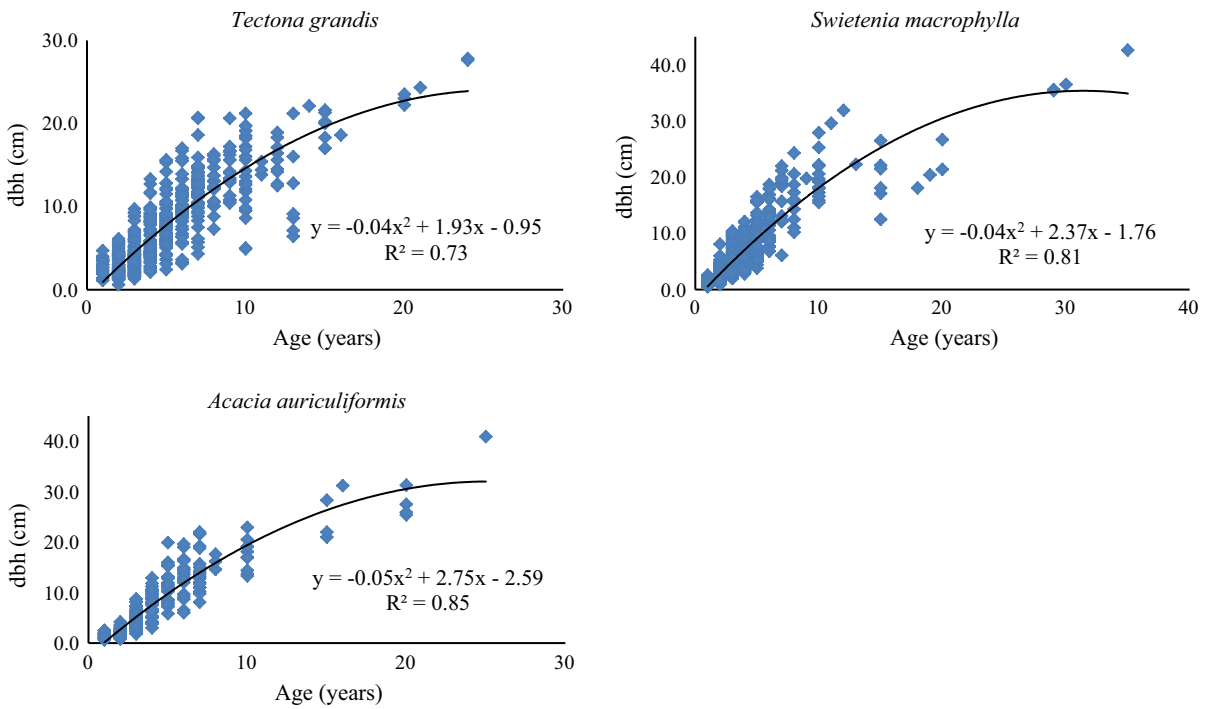 Tectona grandis
30.0
20.0
10.0
0.0
0
10
20
30
dbh (cm)
Age (years)
y = -0.04x² + 1.93x - 0.95
R² = 0.73
Swietenia macrophylla
40.0
30.0
20.0
10.0
0.0
0
10
20
30
40
dbh (cm)
Age (years)
y = -0.04x² + 2.37x - 1.76
R² = 0.81
Acacia auriculiformis
40.0
30.0
20.0
10.0
0.0
0
10
20
30
dbh (cm)
Age (years)
y = -0.05x² + 2.75x - 2.59
R² = 0.85